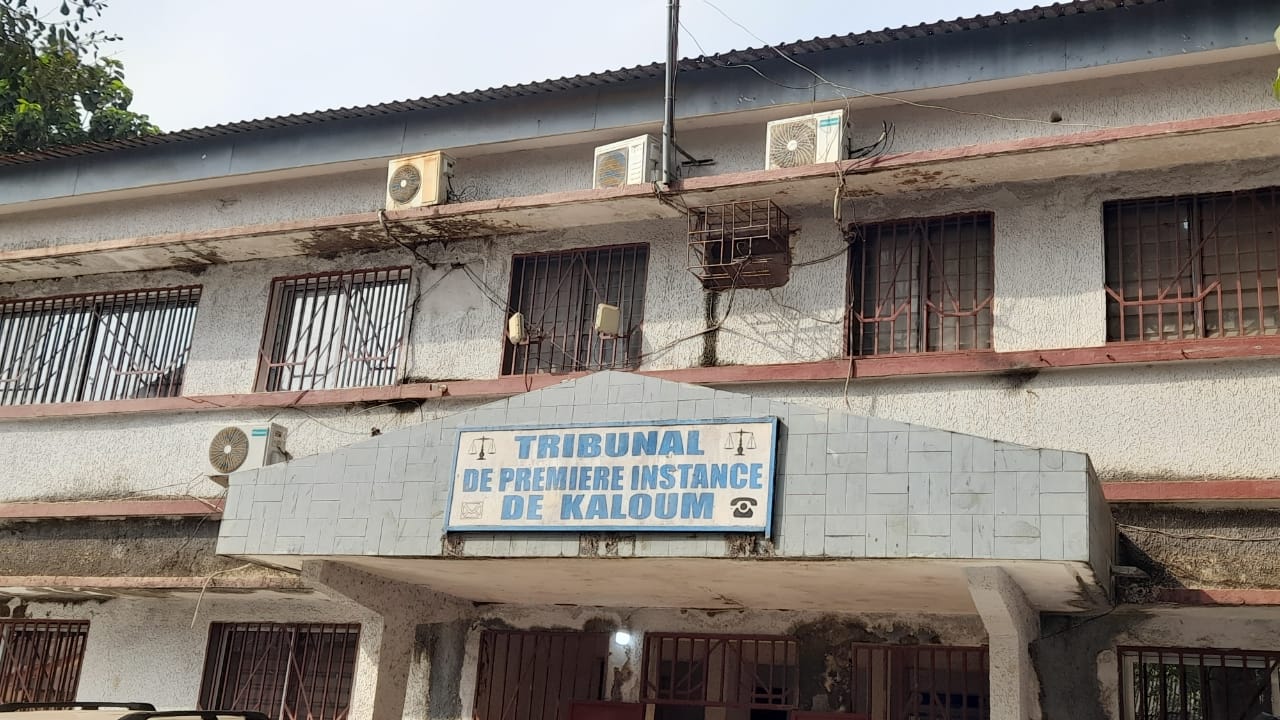 TRIBUNAL
DE PREMIERE INSTANCE
DE KALOUM